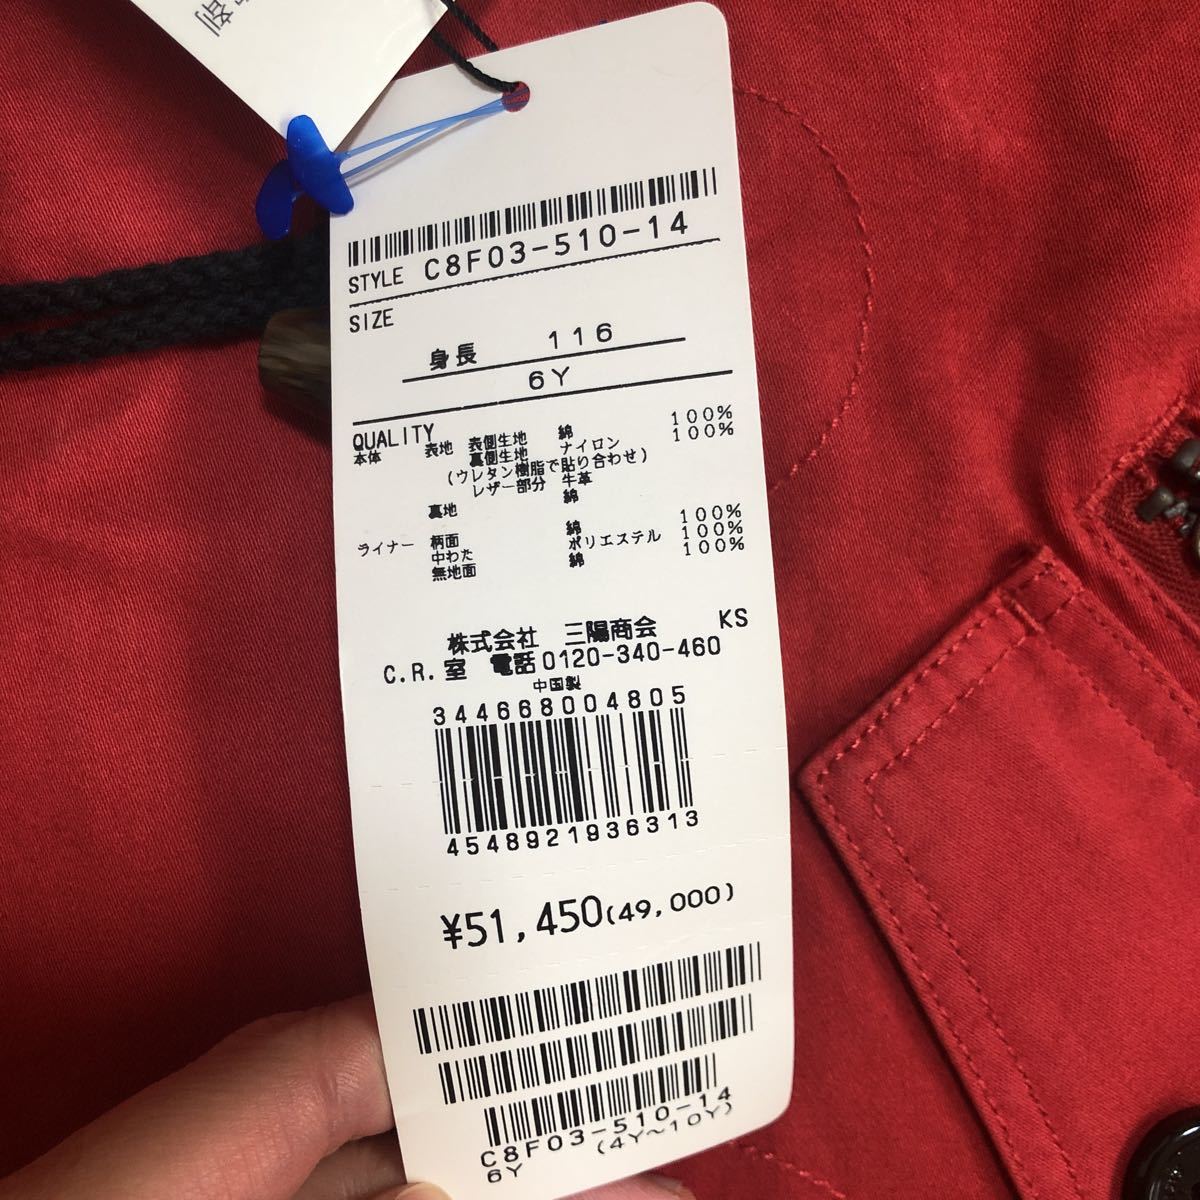 剤
STYLE C8F03-510-14
SIZE
身長 116
6Y
QUALITY
本体 表地 表側生地 綿 100%
裏側生地 ナイロン 100%
(ウレタン樹脂で貼り合わせ)
レザー部分 牛革
裏地 綿
ライナー 柄面 綿 100%
中わた ポリエステル 100%
無地面 綿 100%
株式会社 三陽商会 KS
C.R.室 電話0120-340-460
中国製
344668004805
4548921936313
¥51,450(49,000)
C8F03-510-14
6Y (4Y~10Y)